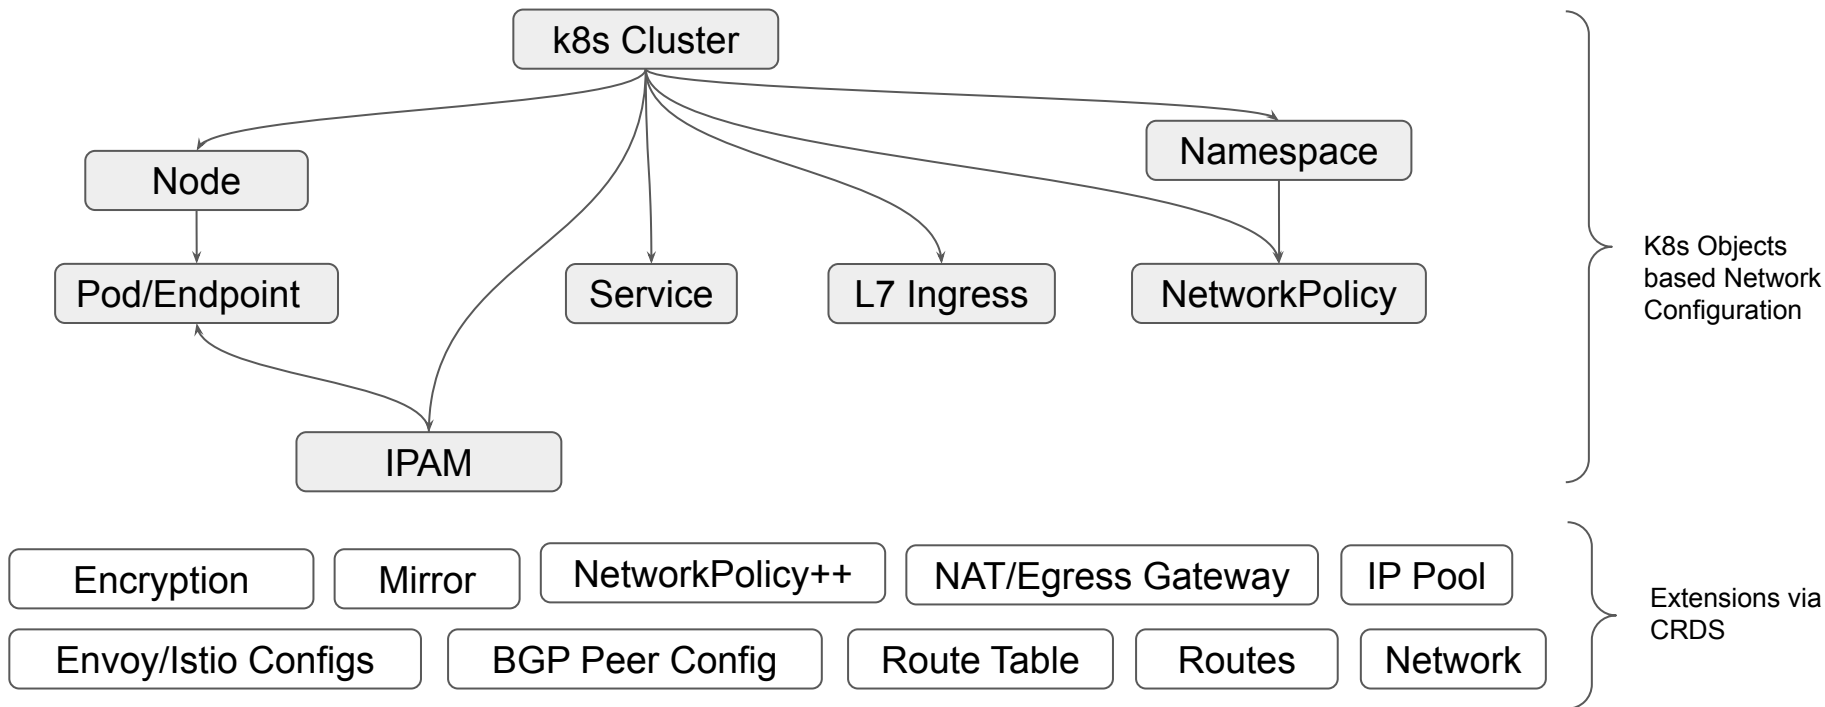 k8s Cluster
Namespace
Node
Pod/Endpoint
Service
L7 Ingress
NetworkPolicy
K8s Objects
based Network
Configuration
IPAM
Encryption
Mirror
NetworkPolicy++
NAT/Egress Gateway
IP Pool
Extensions via
CRDS
Envoy/Istio Configs
BGP Peer Config
Route Table
Routes
Network